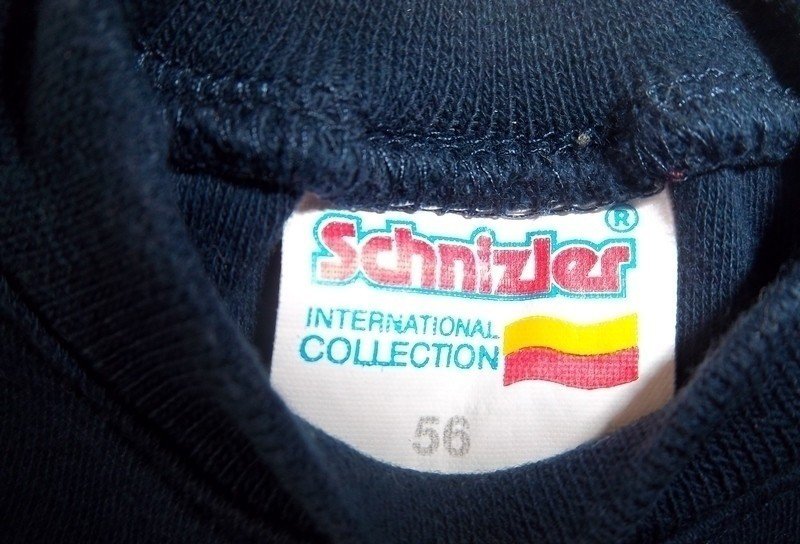 Schnizler®
INTERNATIONAL
COLLECTION
56